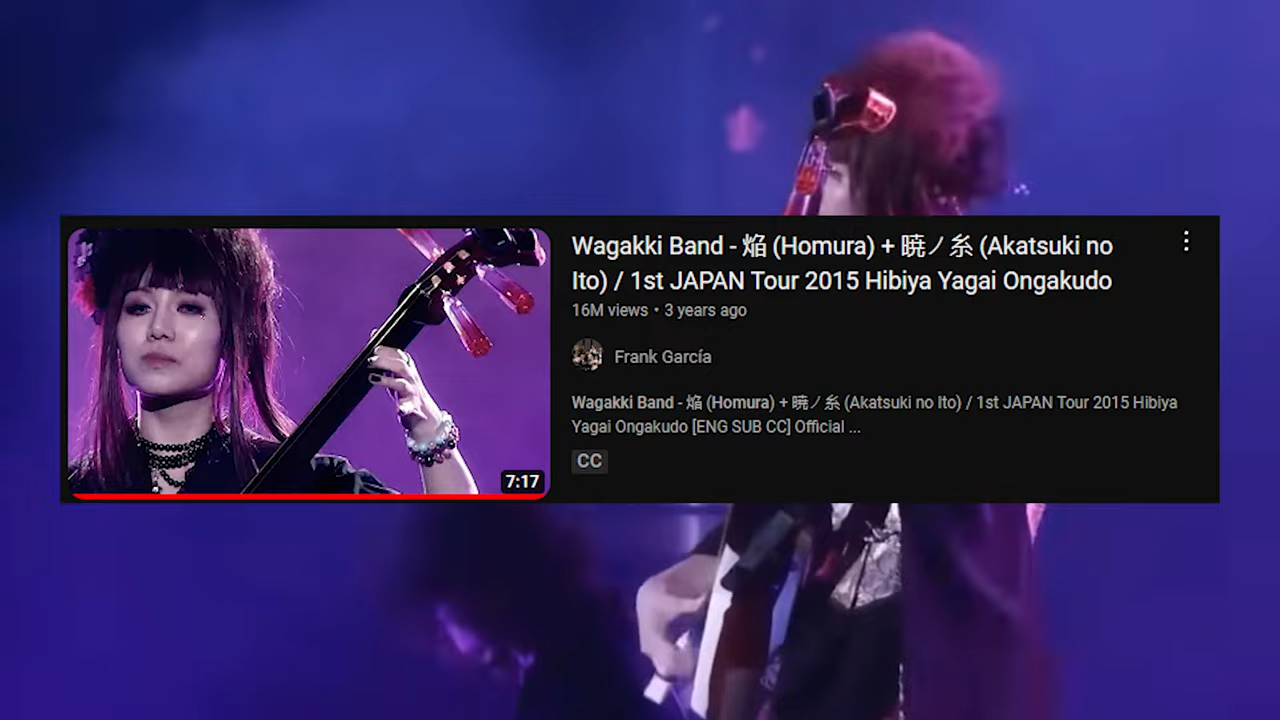 Wagakki Band - 焔 (Homura) + 暁ノ糸 (Akatsuki no
Ito) / 1st JAPAN Tour 2015 Hibiya Yagai Ongakudo
16M views • 3 years ago
Frank García
Wagakki Band - 焔 (Homura) + 暁ノ糸 (Akatsuki no Ito) / 1st JAPAN Tour 2015 Hibiya
Yagai Ongakudo [ENG SUB CC] Official ...
7:17
CC